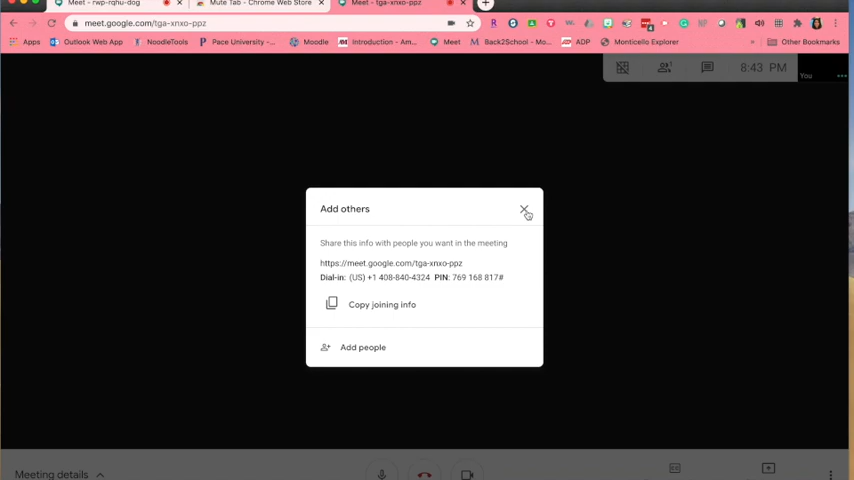 Meet - rwp-rqhu-dog
Mute Tab - Chrome Web Store
Meet - tga-xnxo-ppz
meet.google.com/tga-xnxo-ppz
Apps
Outlook Web App
NoodleTools
Pace University -...
Moodle
Introduction - Am...
Meet
Back2School - Mo...
ADP
Monticello Explorer
»
Other Bookmarks
8:43 PM
You
Add others
Share this info with people you want in the meeting
https://meet.google.com/tga-xnxo-ppz
Dial-in: (US) +1 408-840-4324 PIN: 769 168 817#
Copy joining info
Add people
Meeting details